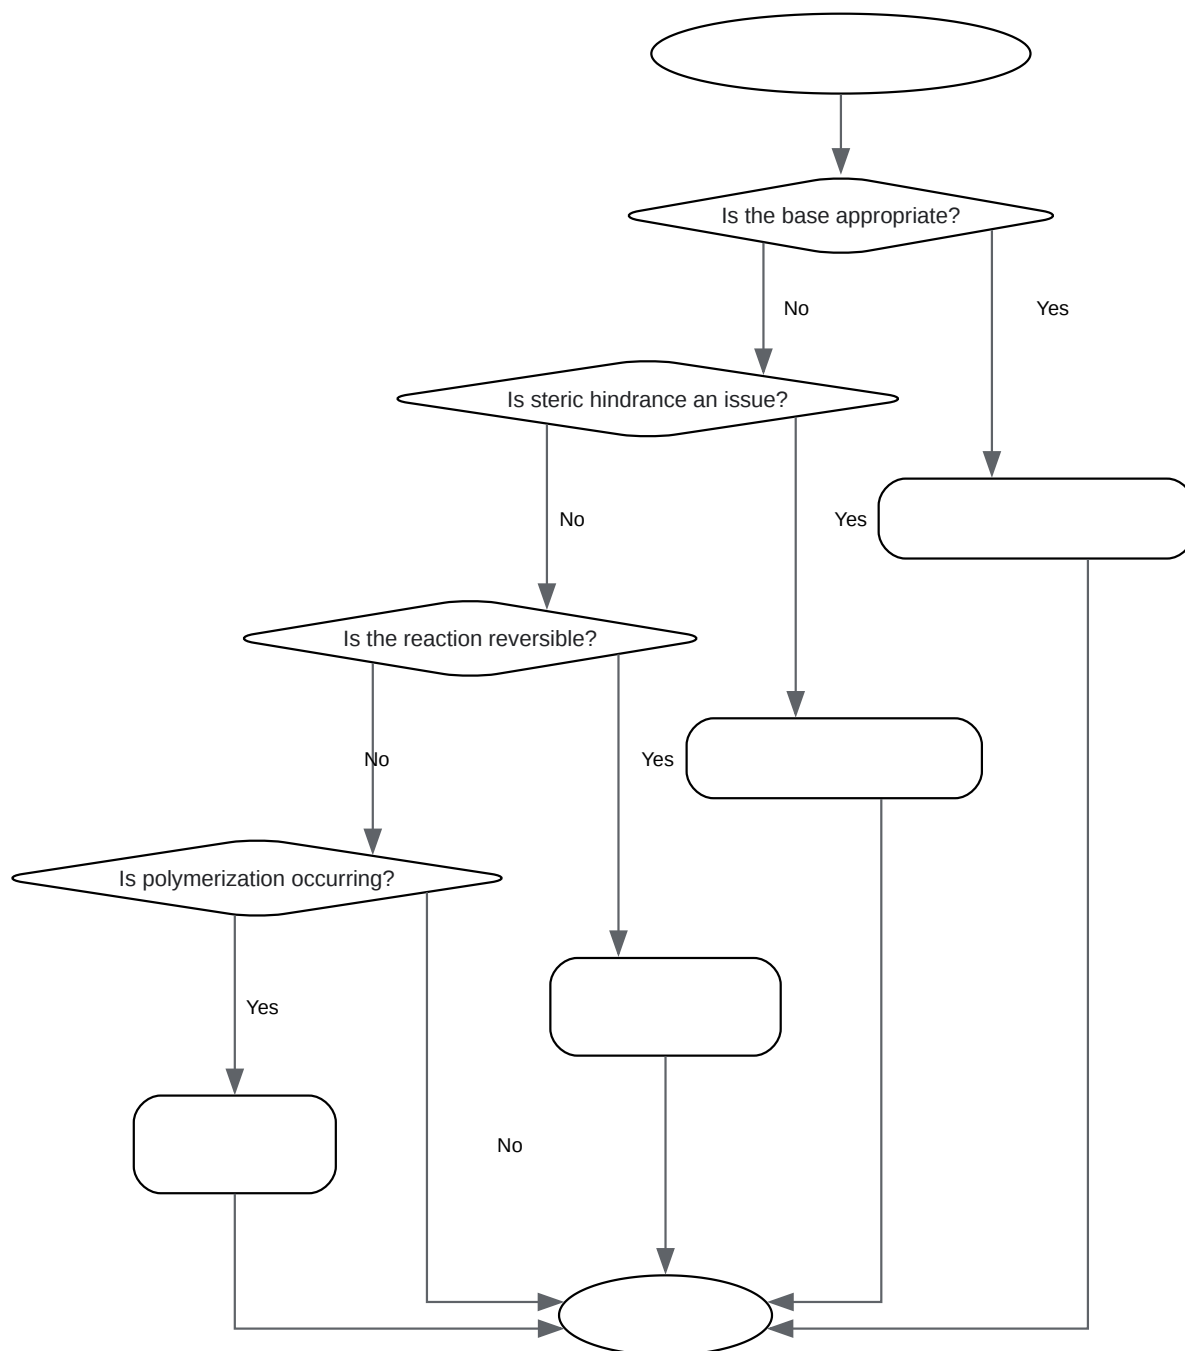 Is the base appropriate?
No
Yes
Is steric hindrance an issue?
No
Yes
Is the reaction reversible?
No
Yes
Is polymerization occurring?
Yes
No